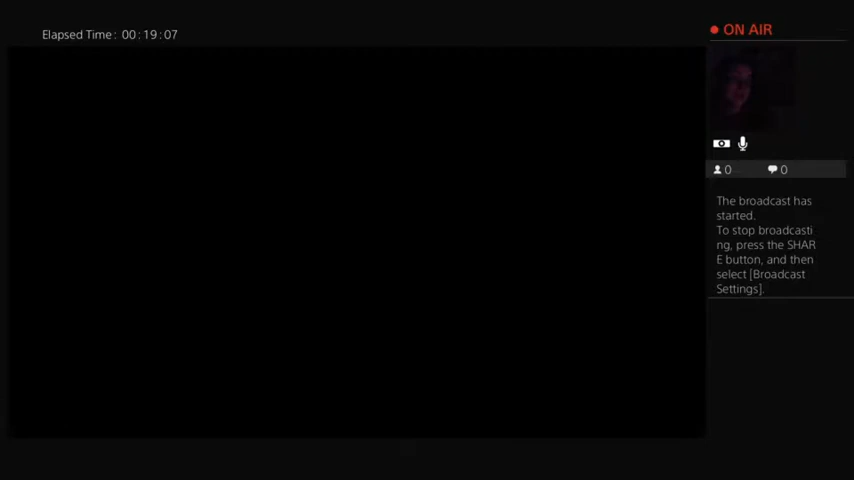 Elapsed Time: 00:19:07
ON AIR
0
0
The broadcast has
started.
To stop broadcasti
ng, press the SHAR
E button, and then
select [Broadcast
Settings].